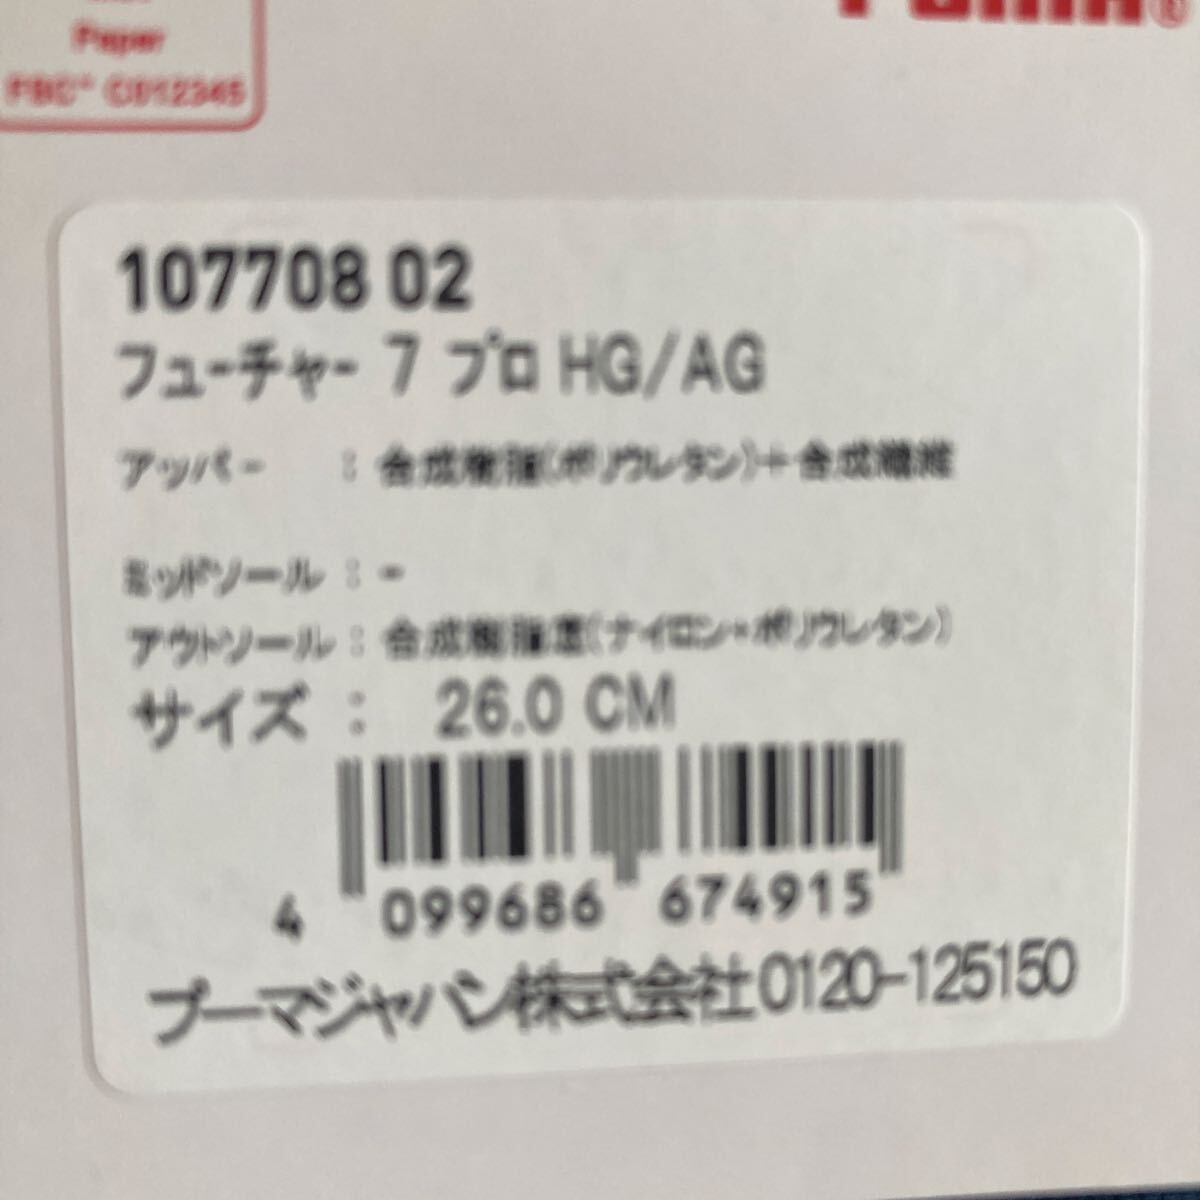 Paper
FSC® C012345
PUMA®
107708 02
フューチャー 7 プロ HG/AG
アッパー : 合成樹脂(ポリウレタン)+合成繊維
ミッドソール : -
アウトソール : 合成樹脂底(ナイロン・ポリウレタン)
サイズ : 26.0 CM
4 099686 674915
プーマジャパン株式会社0120-125150